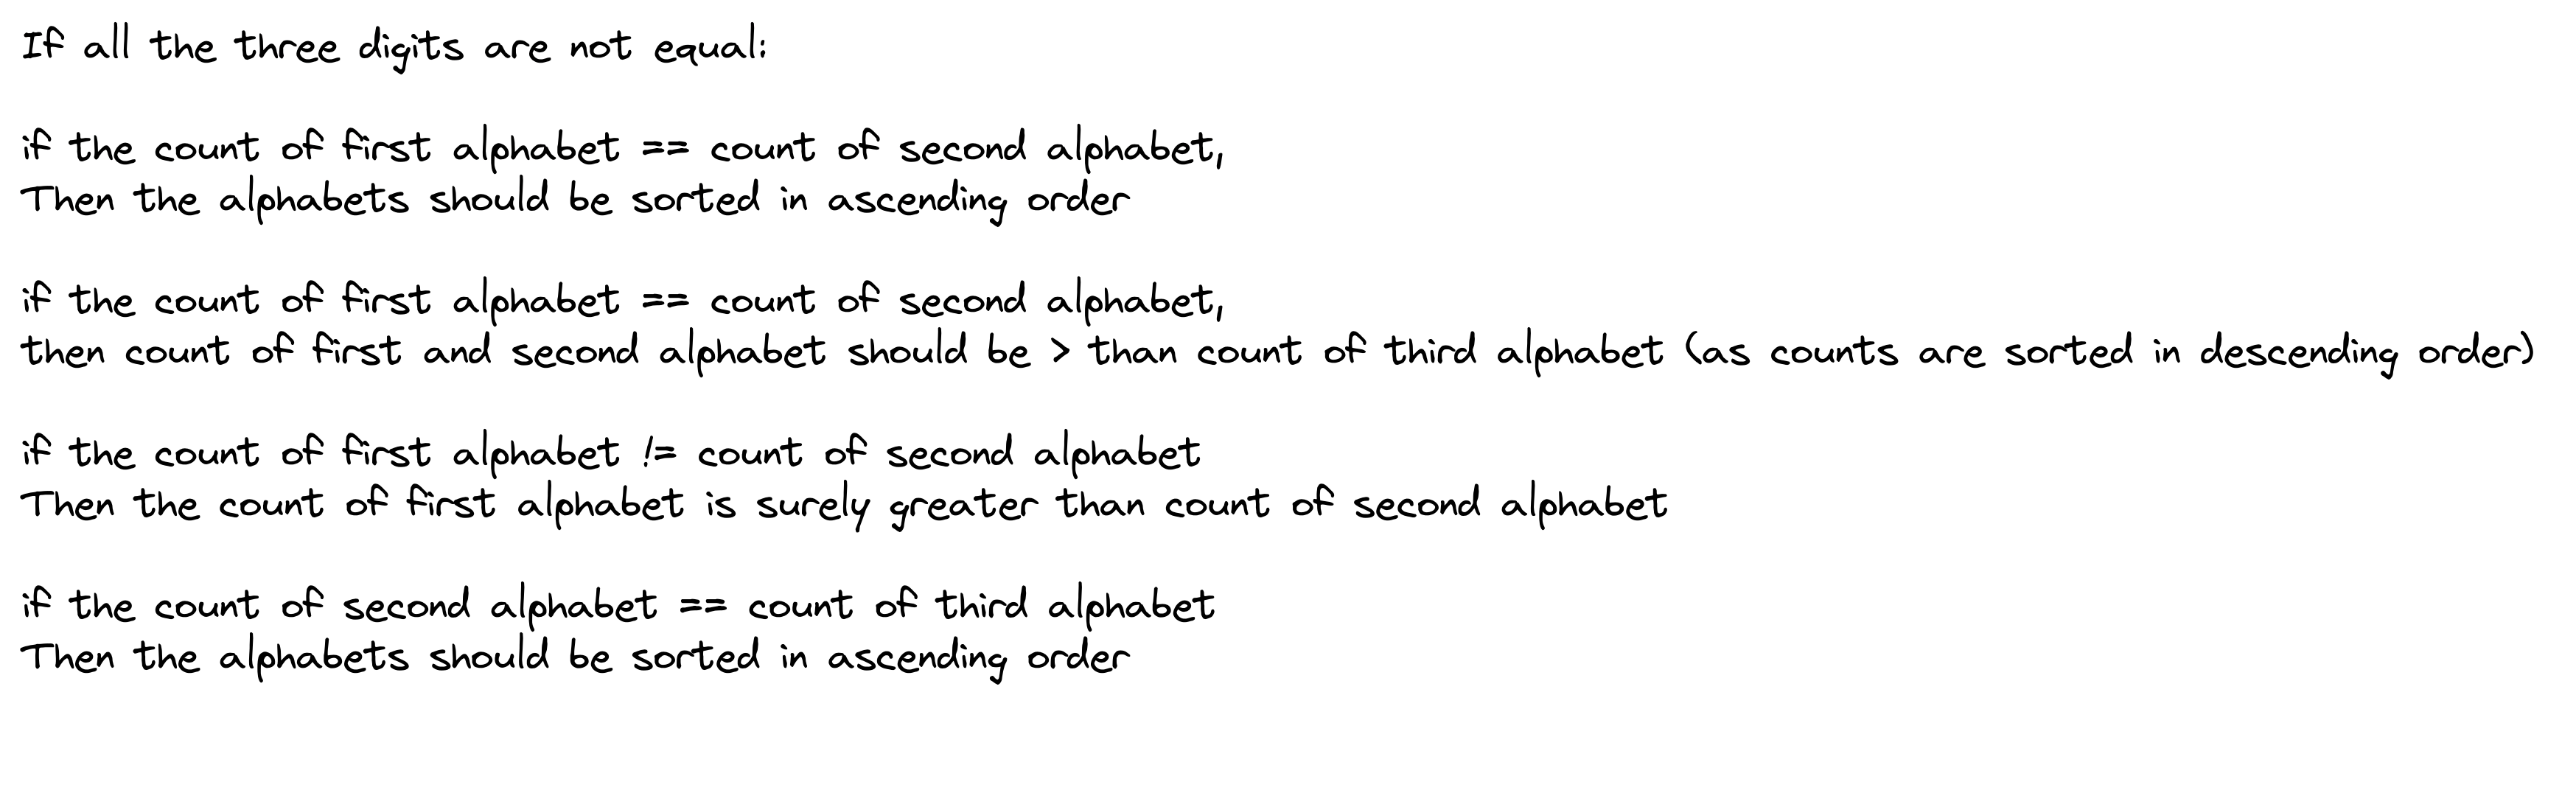 If all the three digits are not equal:
if the count of first alphabet == count of second alphabet,
Then the alphabets should be sorted in ascending order
if the count of first alphabet == count of second alphabet,
then count of first and second alphabet should be > than count of third alphabet (as counts are sorted in descending order)
if the count of first alphabet != count of second alphabet
Then the count of first alphabet is surely greater than count of second alphabet
if the count of second alphabet == count of third alphabet
Then the alphabets should be sorted in ascending order